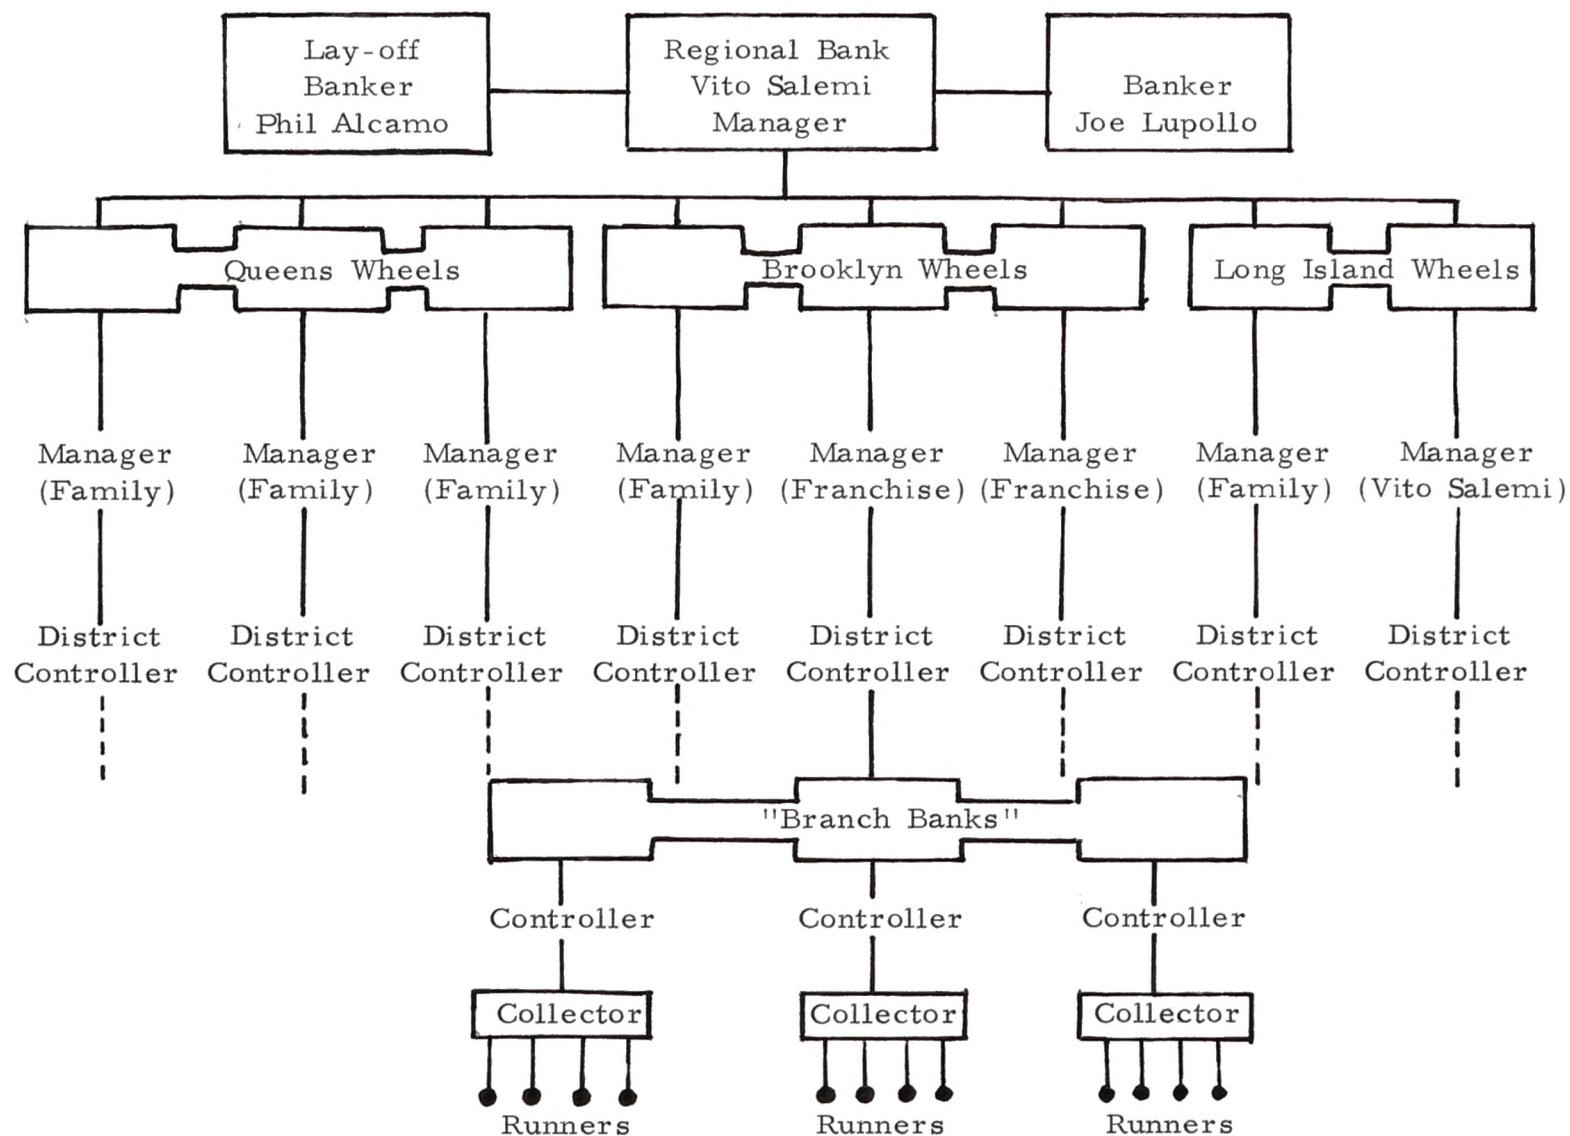 Lay-off
Banker
Phil Alcamo
Regional Bank
Vito Salemi
Manager
Banker
Joe Lupollo
Queens Wheels
Brooklyn Wheels
Long Island Wheels
Manager
(Family)
Manager
(Family)
Manager
(Family)
Manager
(Family)
Manager
(Franchise)
Manager
(Franchise)
Manager
(Family)
Manager
(Vito Salemi)
District
Controller
District
Controller
District
Controller
District
Controller
District
Controller
District
Controller
District
Controller
District
Controller
"Branch Banks"
Controller
Controller
Controller
Collector
Collector
Collector
Runners
Runners
Runners